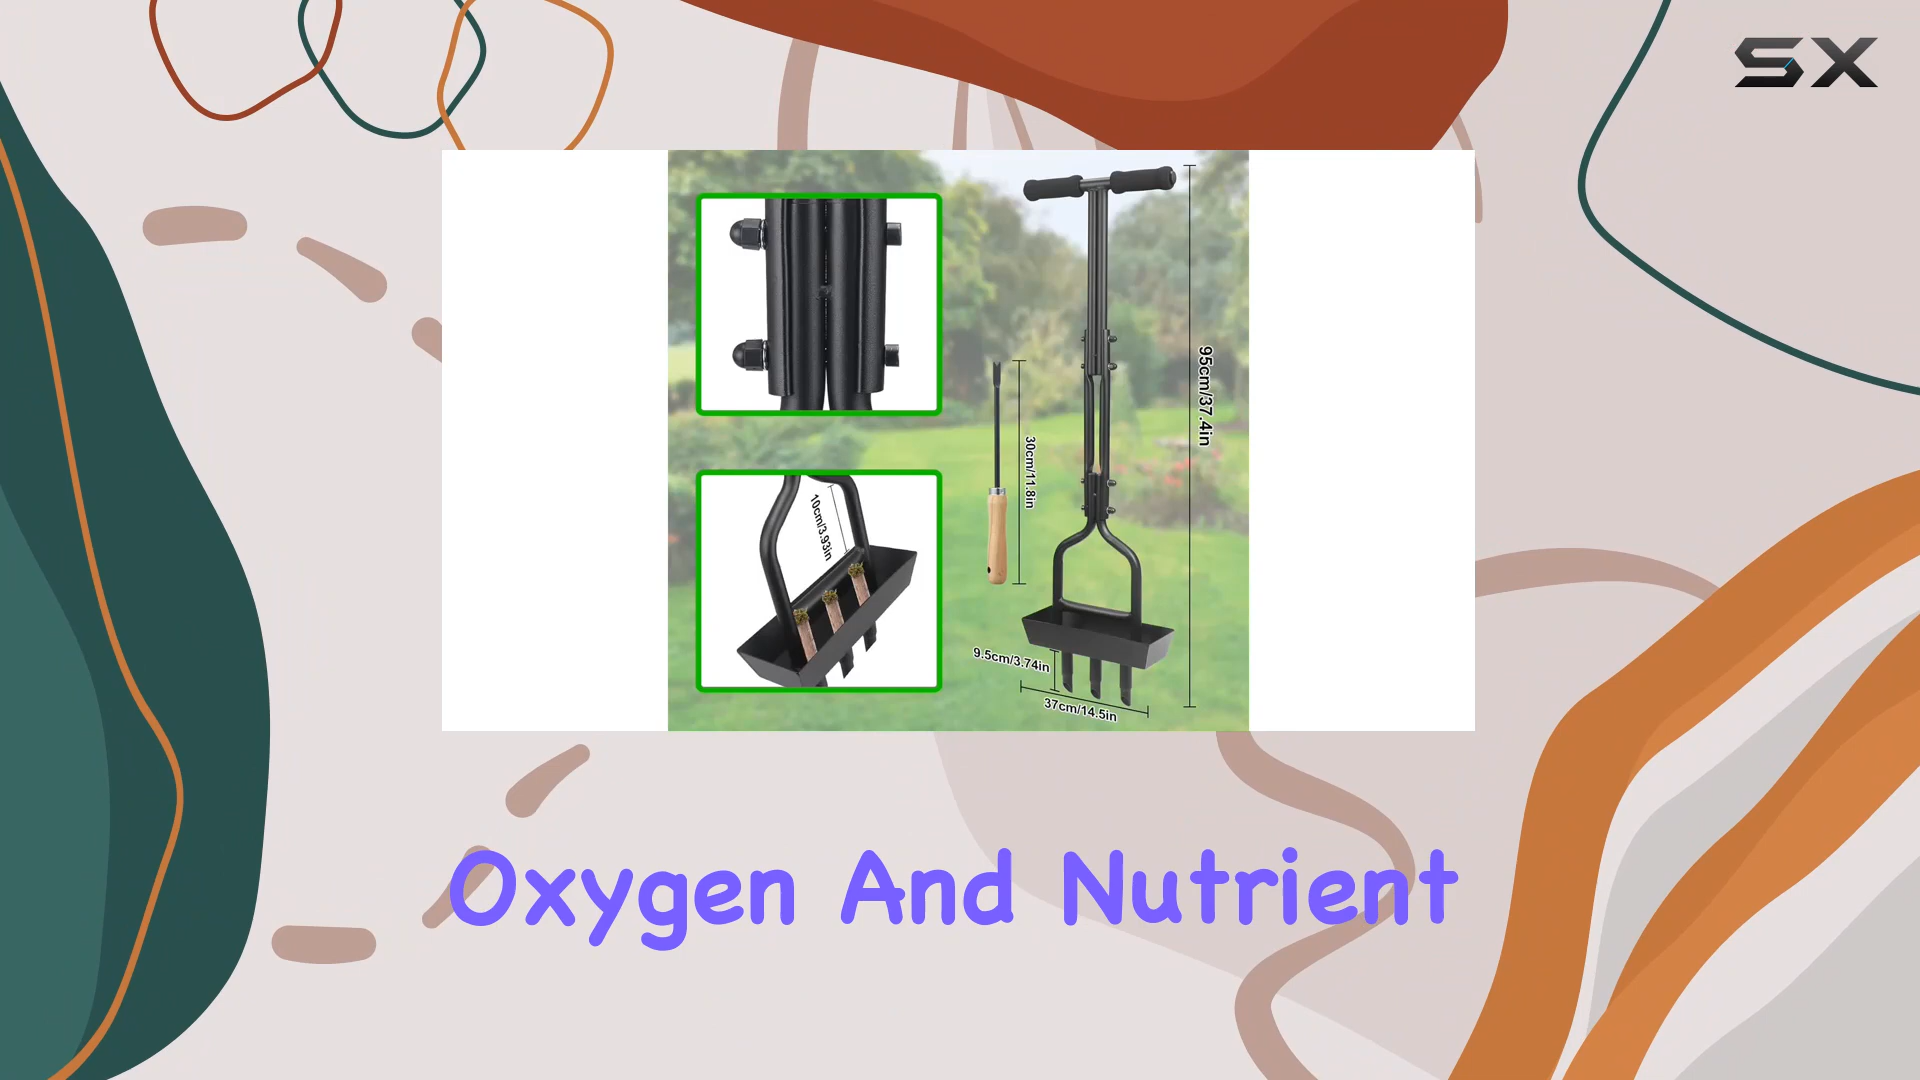 SX
95cm/37.4in
30cm/11.8in
10cm/3.93in
9.5cm/3.74in
37cm/14.5in
Oxygen And Nutrient